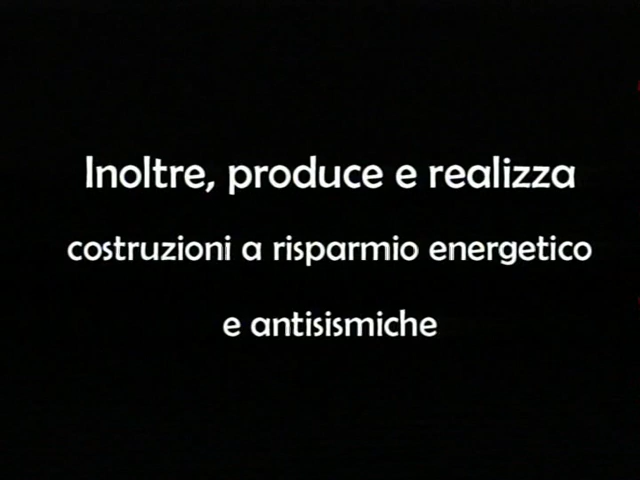 Inoltre, produce e realizza
costruzioni a risparmio energetico
e antisismiche